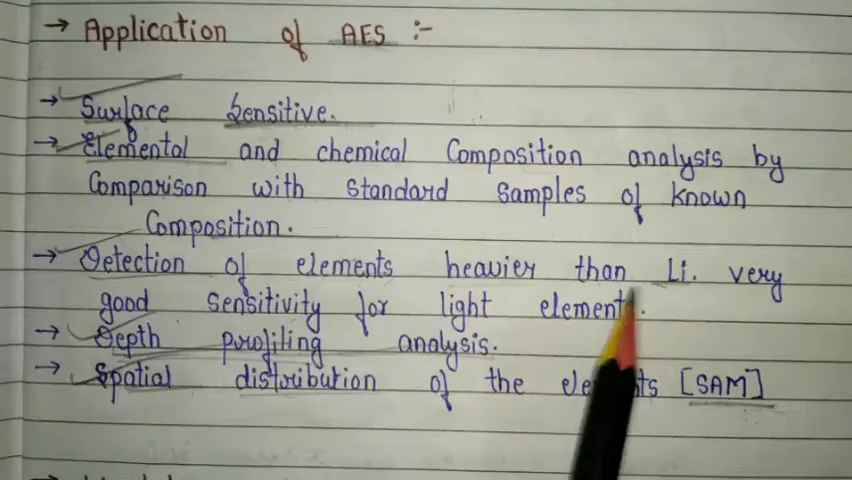 → Application of AES :-
→ Surface Sensitive.
→ Elemental and chemical Composition analysis by
Comparison with standard samples of known
Composition.
→ Detection of elements heavier than Li. very
good sensitivity for light elements.
→ Depth profiling analysis.
→ Spatial distribution of the elements [SAM]